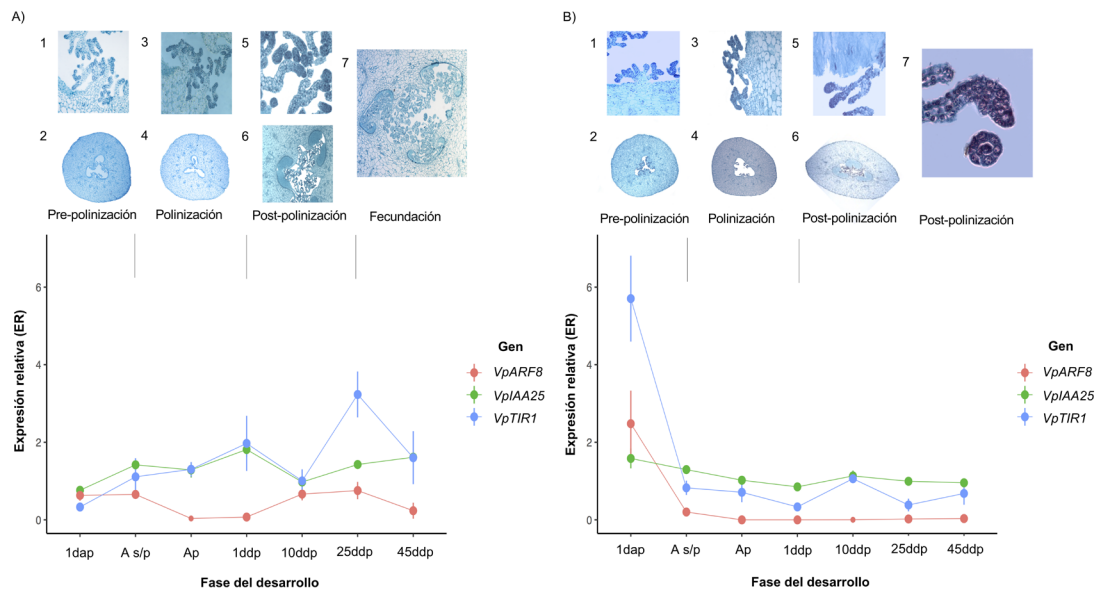 A)
1
3
5
7
2
4
6
Pre-polinización
Polinización
Post-polinización
Fecundación
Expresión relativa (ER)
6
4
2
0
1dap
A s/p
Ap
1ddp
10ddp
25ddp
45ddp
Fase del desarrollo
Gen
VpARF8
VpIAA25
VpTIR1
B)
1
3
5
7
2
4
6
Pre-polinización
Polinización
Post-polinización
Post-polinización
Expresión relativa (ER)
6
4
2
0
1dap
A s/p
Ap
1ddp
10ddp
25ddp
45ddp
Fase del desarrollo
Gen
VpARF8
VpIAA25
VpTIR1